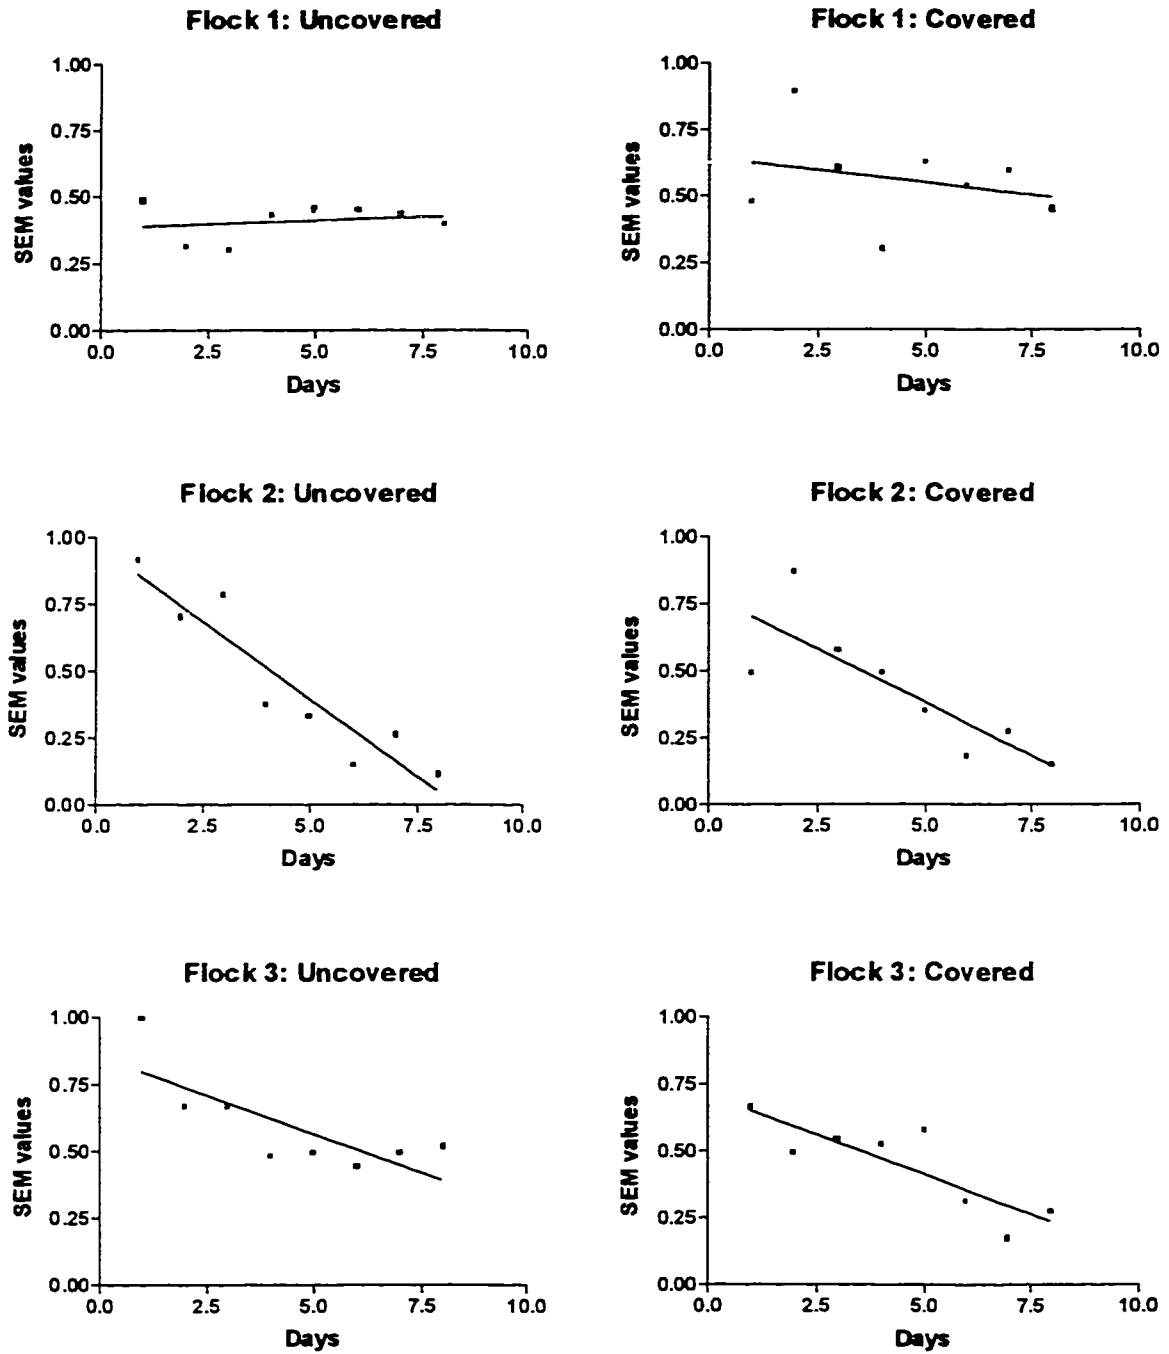 Flock 1: Uncovered
SEM values
1.00
0.75
0.50
0.25
0.00
0.0 2.5 5.0 7.5 10.0
Days
Flock 1: Covered
SEM values
1.00
0.75
0.50
0.25
0.00
0.0 2.5 5.0 7.5 10.0
Days
Flock 2: Uncovered
SEM values
1.00
0.75
0.50
0.25
0.00
0.0 2.5 5.0 7.5 10.0
Days
Flock 2: Covered
SEM values
1.00
0.75
0.50
0.25
0.00
0.0 2.5 5.0 7.5 10.0
Days
Flock 3: Uncovered
SEM values
1.00
0.75
0.50
0.25
0.00
0.0 2.5 5.0 7.5 10.0
Days
Flock 3: Covered
SEM values
1.00
0.75
0.50
0.25
0.00
0.0 2.5 5.0 7.5 10.0
Days